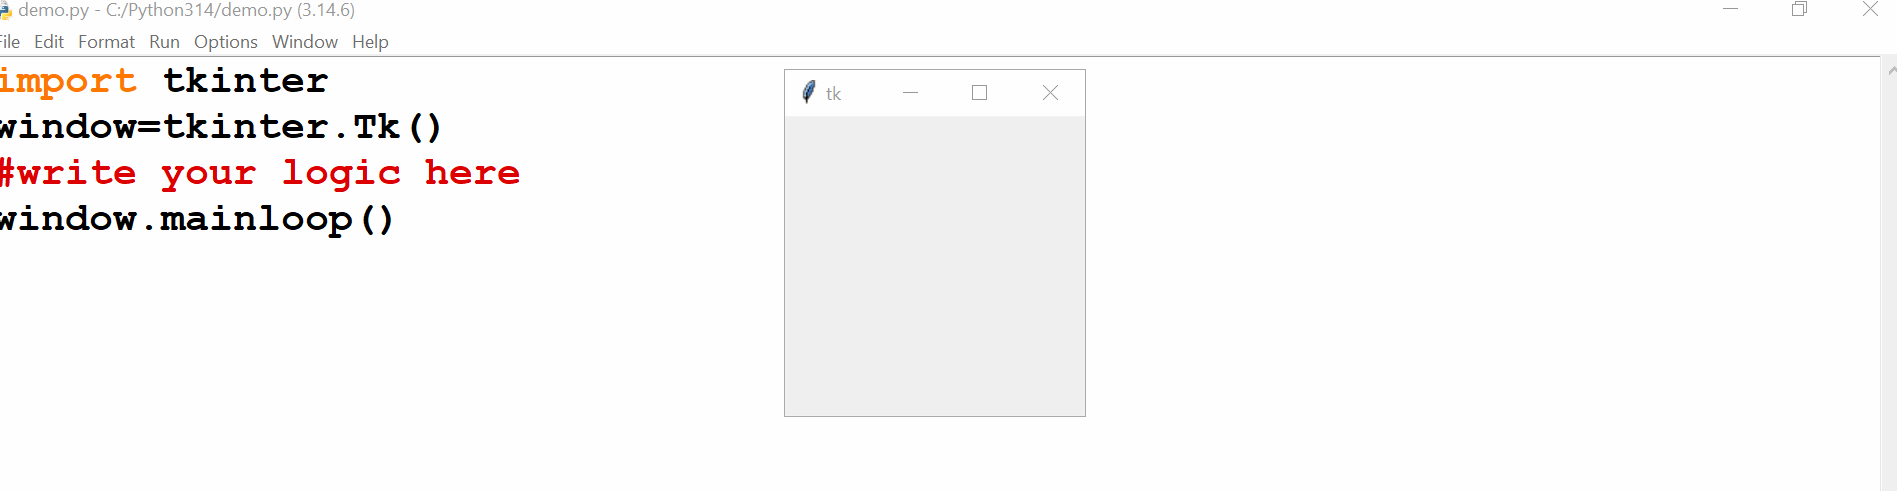 demo.py - C:/Python314/demo.py (3.14.6)
File Edit Format Run Options Window Help
import tkinter
window=tkinter.Tk()
#write your logic here
window.mainloop()
tk